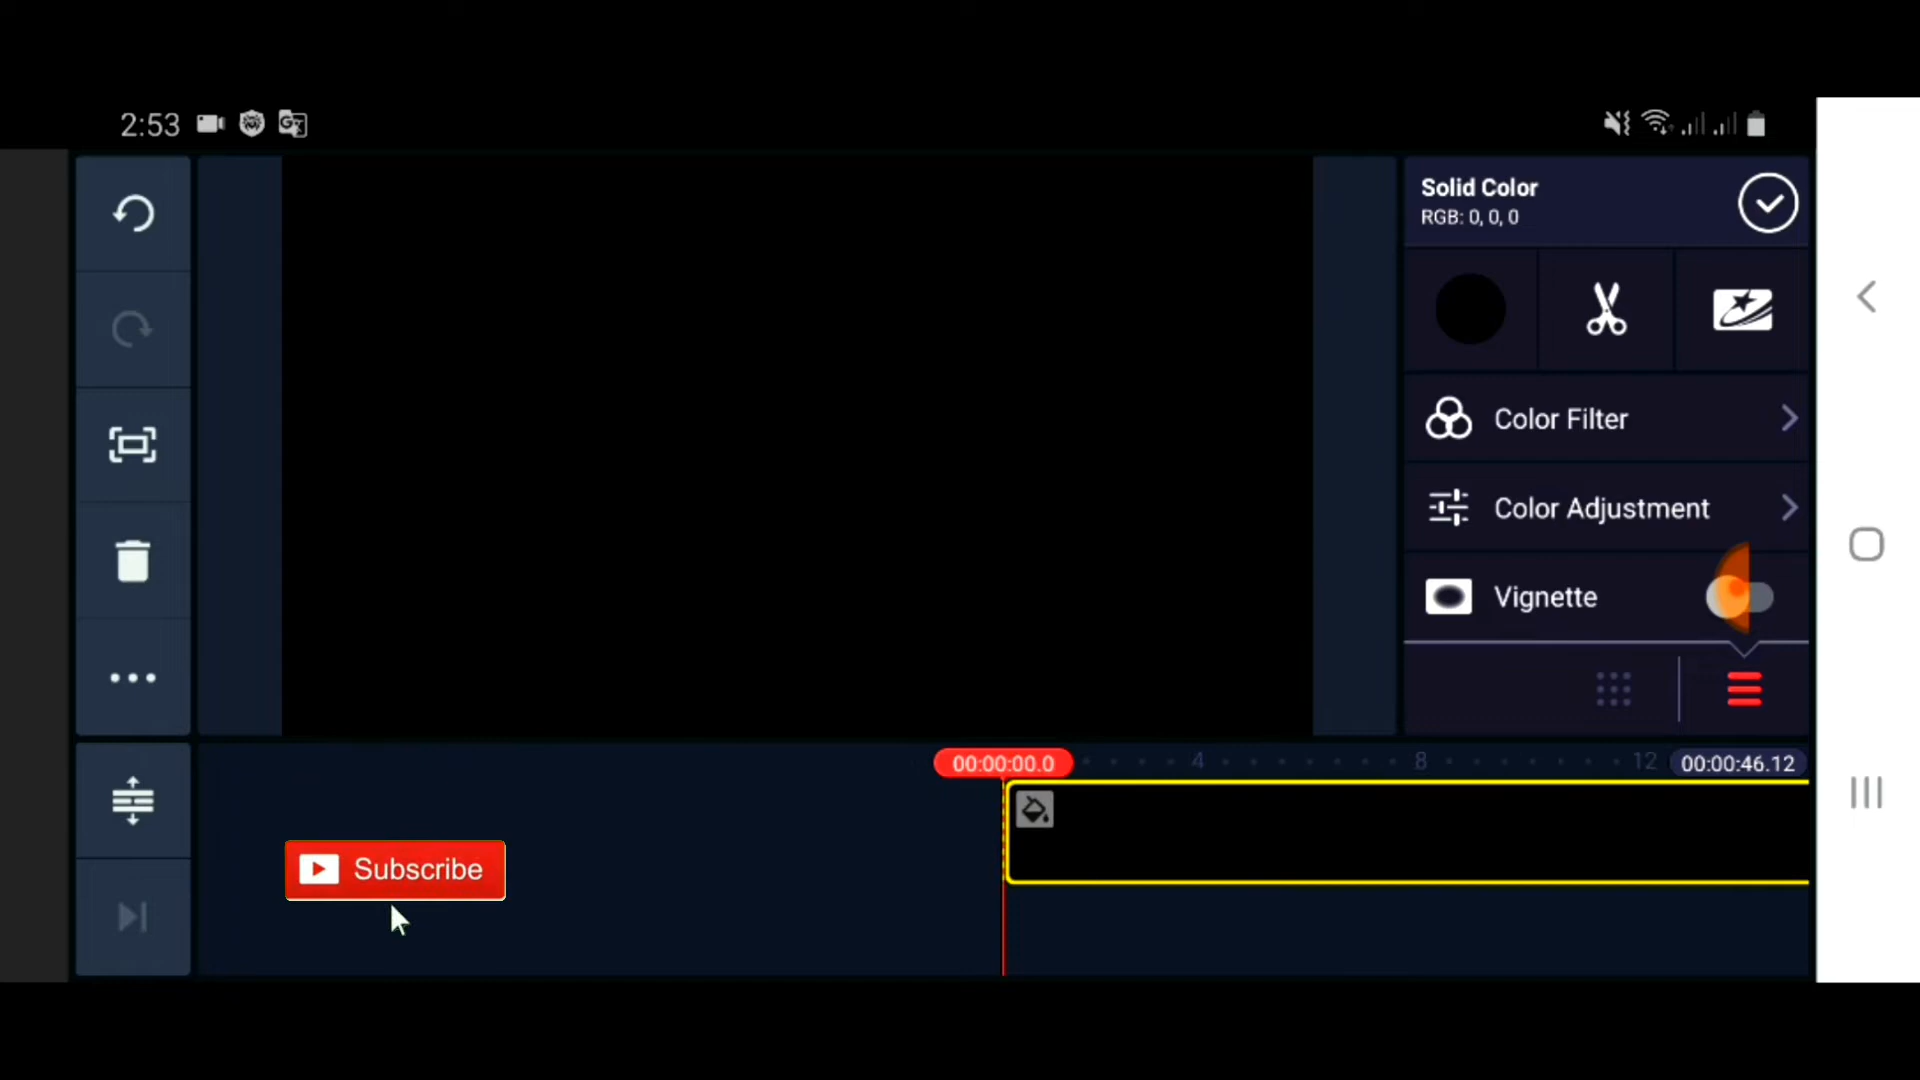 2:53
Solid Color
RGB: 0, 0, 0
Color Filter
Color Adjustment
Vignette
00:00:00.0
4
8
12
00:00:46.12
Subscribe